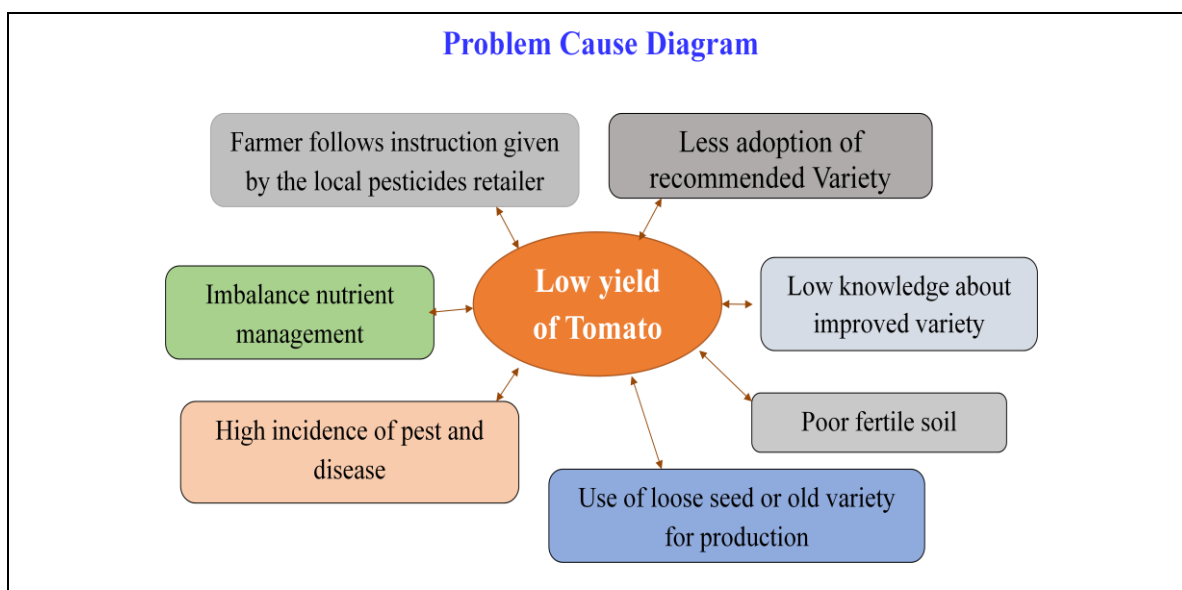 Problem Cause Diagram
Farmer follows instruction given
by the local pesticides retailer
Less adoption of
recommended Variety
Imbalance nutrient
management
Low yield
of Tomato
Low knowledge about
improved variety
High incidence of pest and
disease
Poor fertile soil
Use of loose seed or old variety
for production